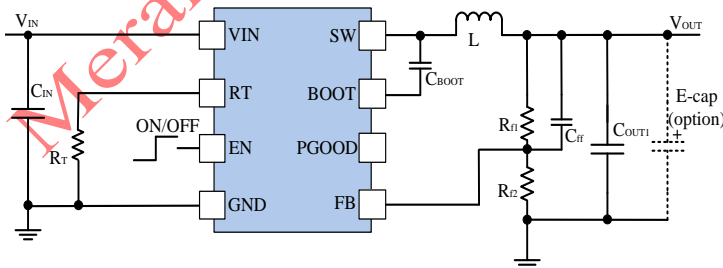 VIN
VOUT
VIN
SW
L
CIN
CBOOT
RT
BOOT
E-cap
(option)
+
ON/OFF
Rf1
Cff
COUT1
RT
EN
PGOOD
Rf2
GND
FB